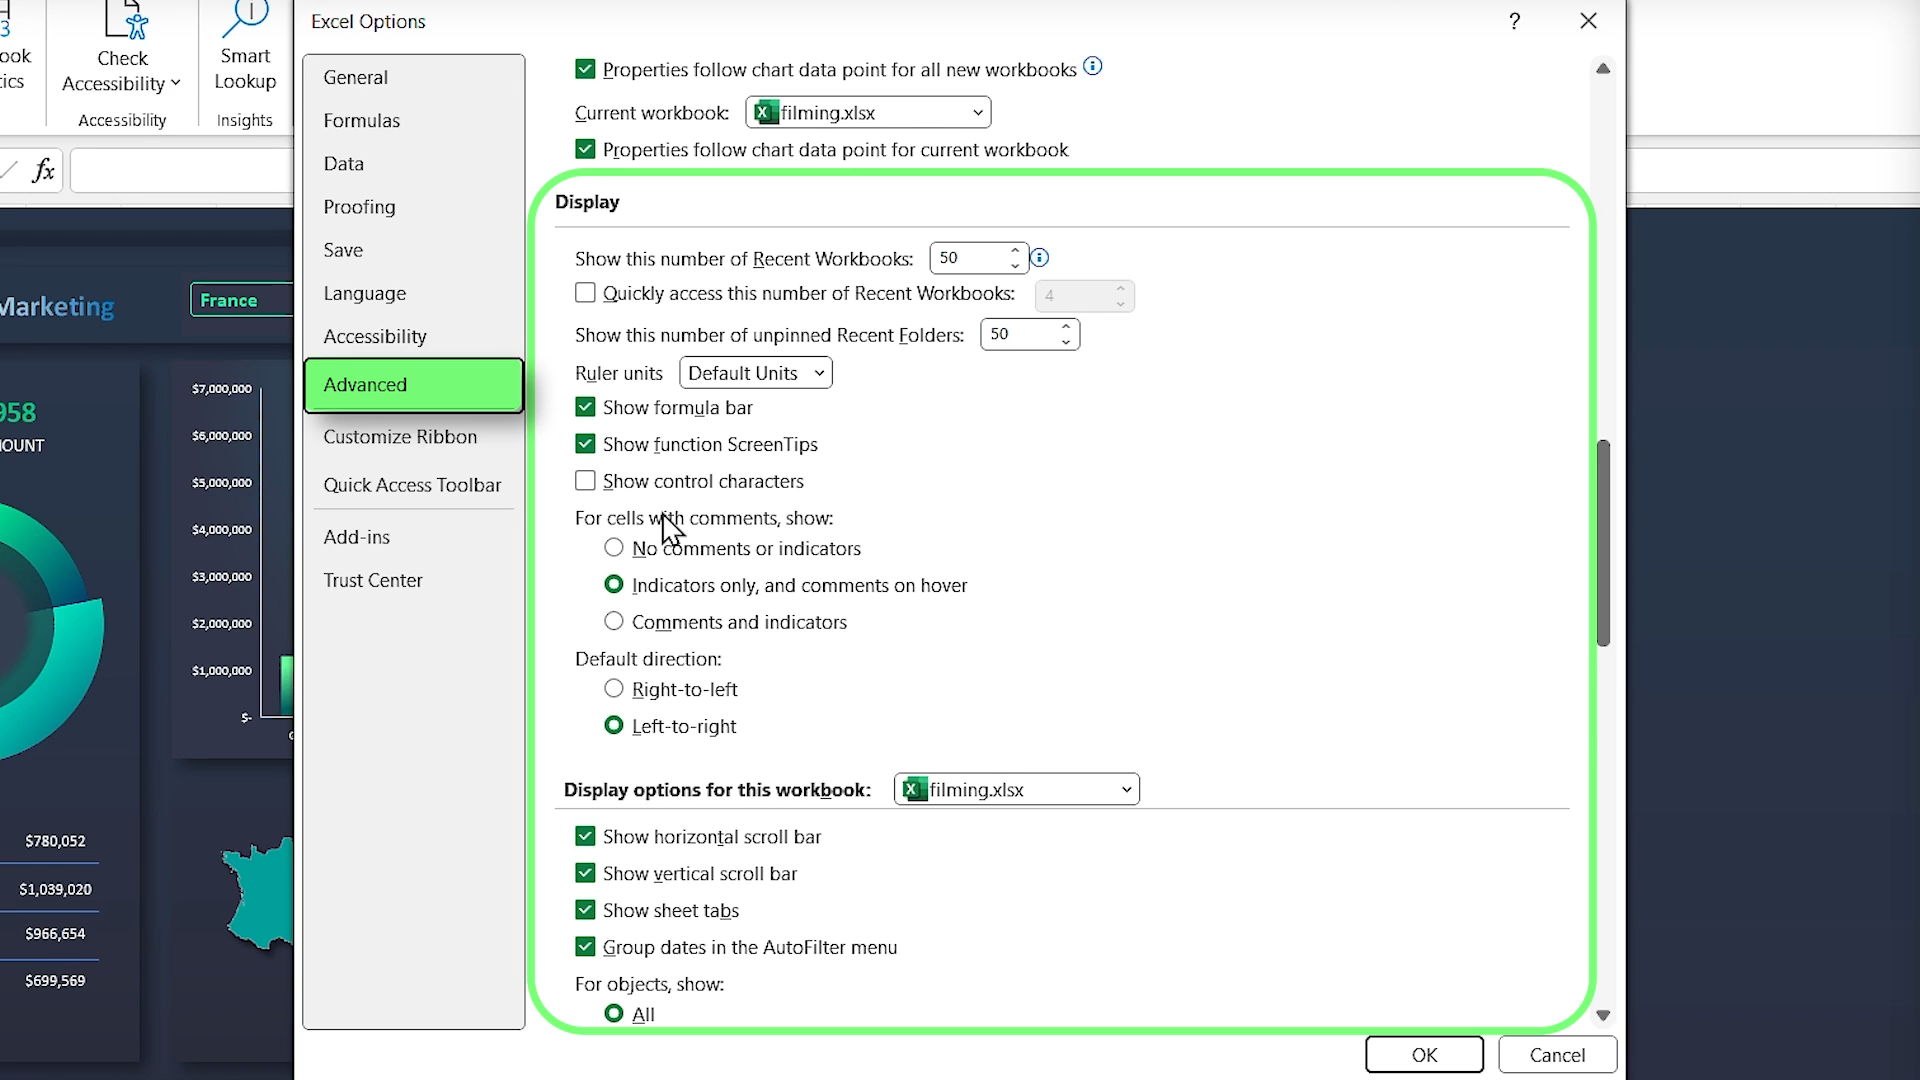 ook
tics
Check
Accessibility
Accessibility
Smart
Lookup
Insights
fx
Marketing
France
958
OUNT
$7,000,000
$6,000,000
$5,000,000
$4,000,000
$3,000,000
$2,000,000
$1,000,000
$-
$780,052
$1,039,020
$966,654
$699,569
Excel Options
?
General
Formulas
Data
Proofing
Save
Language
Accessibility
Advanced
Customize Ribbon
Quick Access Toolbar
Add-ins
Trust Center
Properties follow chart data point for all new workbooks
Current workbook: filming.xlsx
Properties follow chart data point for current workbook
Display
Show this number of Recent Workbooks: 50
Quickly access this number of Recent Workbooks: 4
Show this number of unpinned Recent Folders: 50
Ruler units Default Units
Show formula bar
Show function ScreenTips
Show control characters
For cells with comments, show:
No comments or indicators
Indicators only, and comments on hover
Comments and indicators
Default direction:
Right-to-left
Left-to-right
Display options for this workbook: filming.xlsx
Show horizontal scroll bar
Show vertical scroll bar
Show sheet tabs
Group dates in the AutoFilter menu
For objects, show:
All
OK Cancel